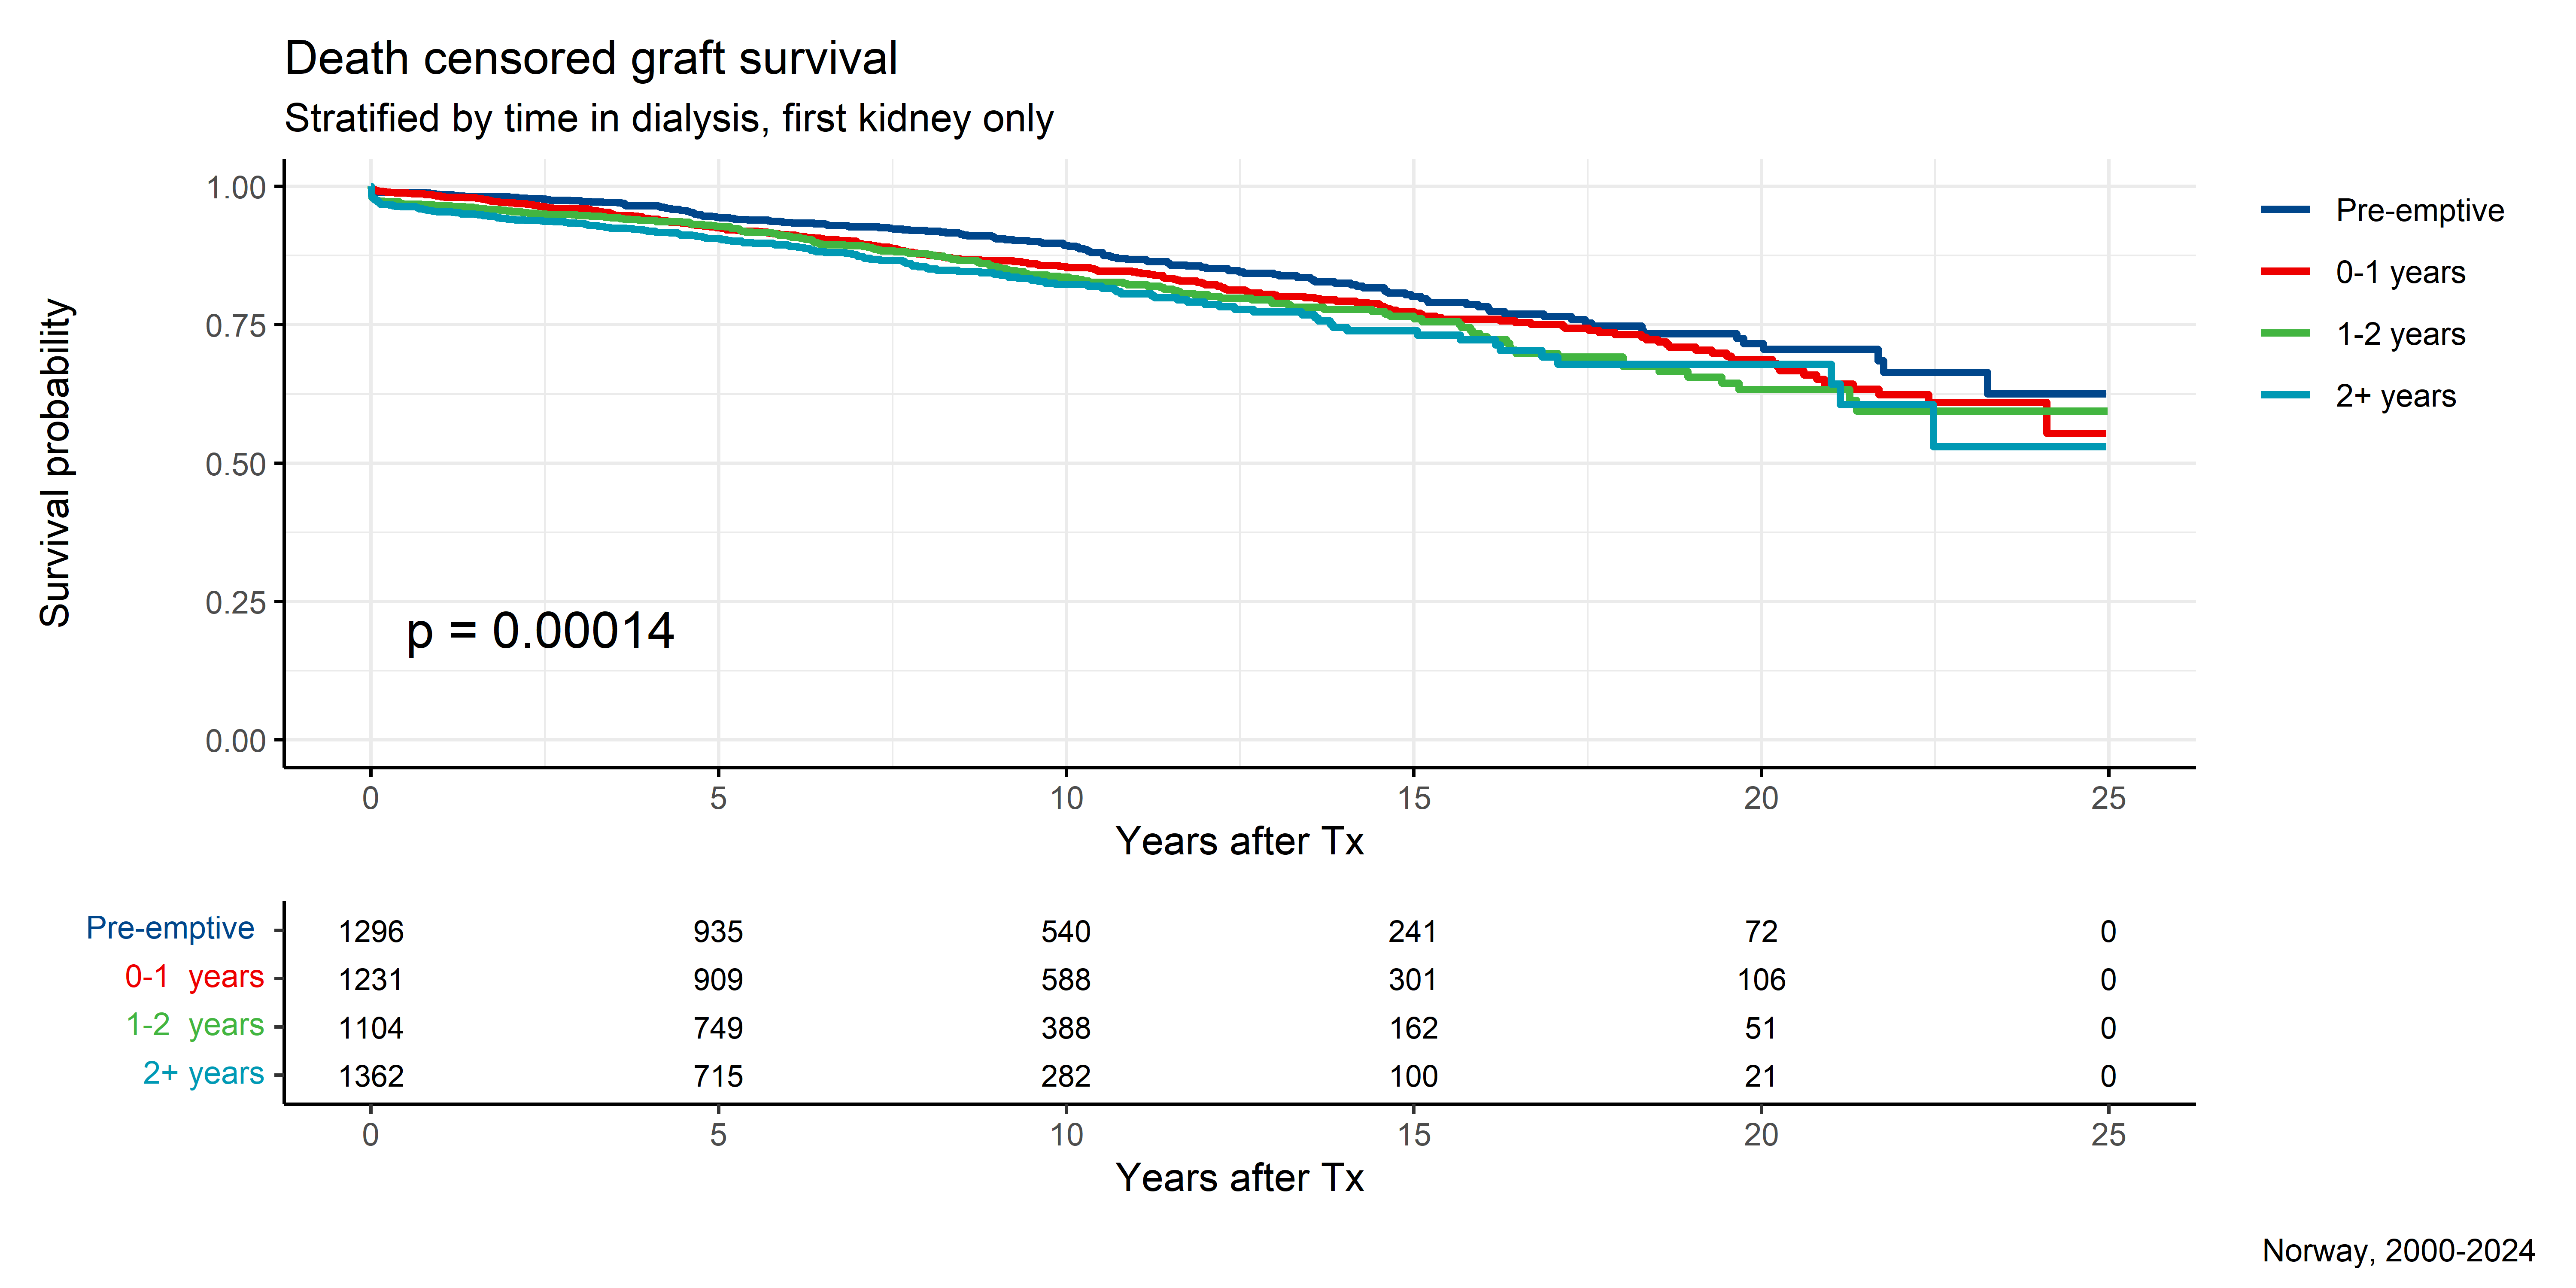 Death censored graft survival
Stratified by time in dialysis, first kidney only
Survival probability
1.00
0.75
0.50
0.25
0.00
p = 0.00014
0 5 10 15 20 25
Years after Tx
Pre-emptive
0-1 years
1-2 years
2+ years
Pre-emptive 1296 935 540 241 72 0
0-1 years 1231 909 588 301 106 0
1-2 years 1104 749 388 162 51 0
2+ years 1362 715 282 100 21 0
0 5 10 15 20 25
Years after Tx
Norway, 2000-2024